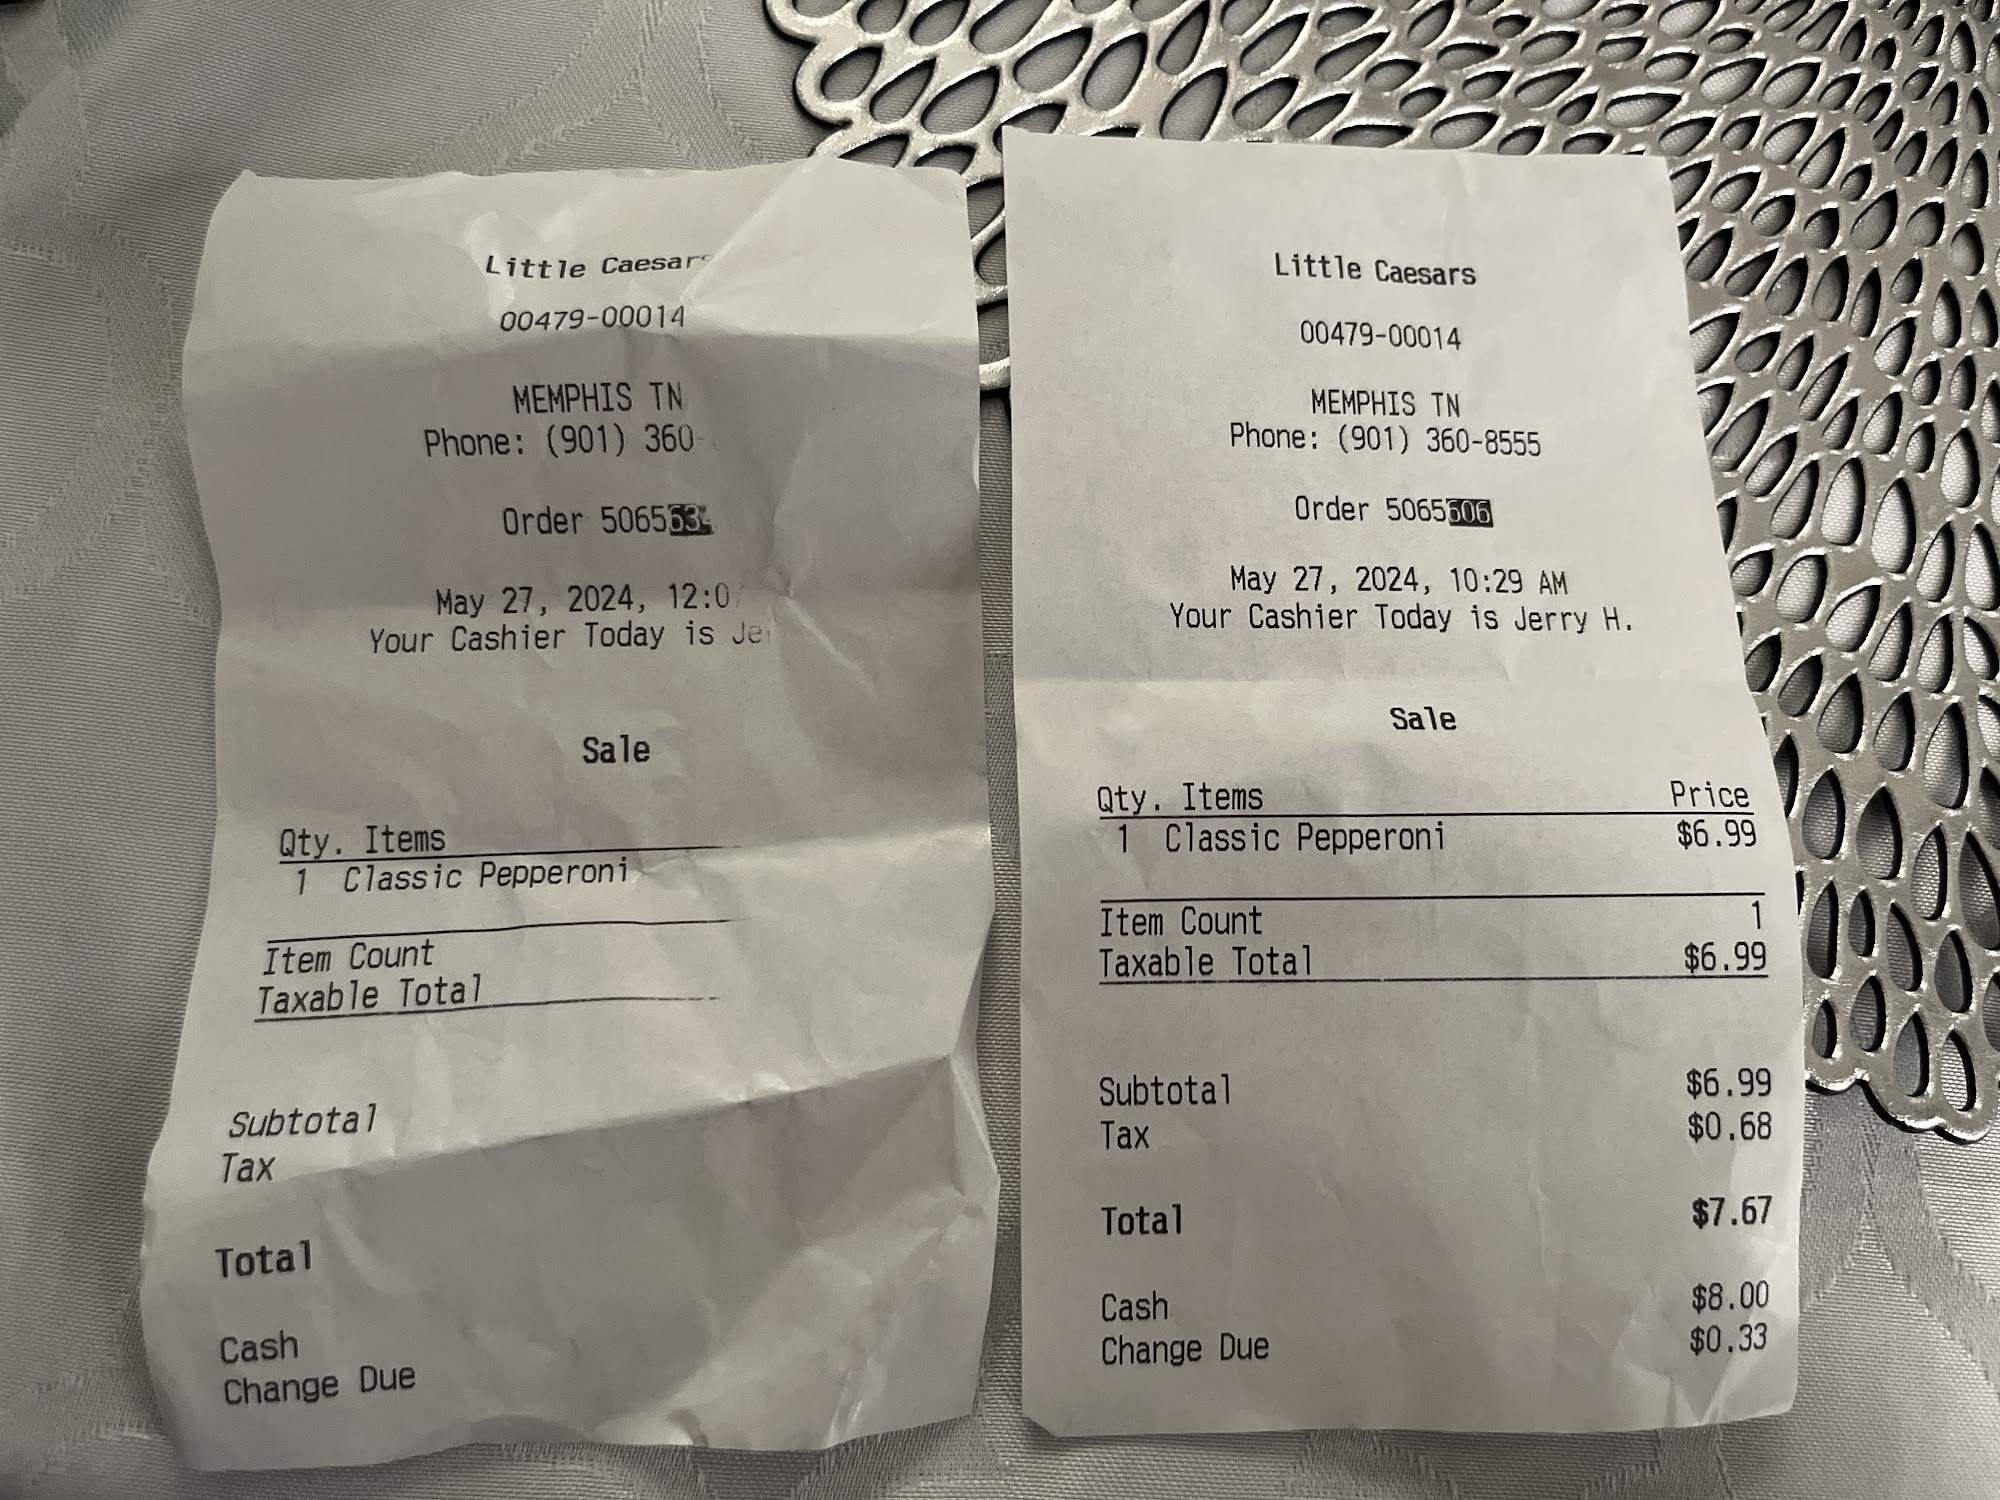 Little Caesars
00479-00014
MEMPHIS TN
Phone: (901) 360-
Order
May 27, 2024,
Your Cashier Today is
Sale
Qty. Items
1 Classic Pepperoni
Item Count
Taxable Total
Subtotal
Tax
Total
Cash
Change Due
Little Caesars
00479-00014
MEMPHIS TN
Phone: (901) 360-8555
Order 5065606
May 27, 2024, 10:29 AM
Your Cashier Today is Jerry H.
Sale
Qty. Items Price
1 Classic Pepperoni $6.99
Item Count 1
Taxable Total $6.99
Subtotal $6.99
Tax $0.68
Total $7.67
Cash $8.00
Change Due $0.33